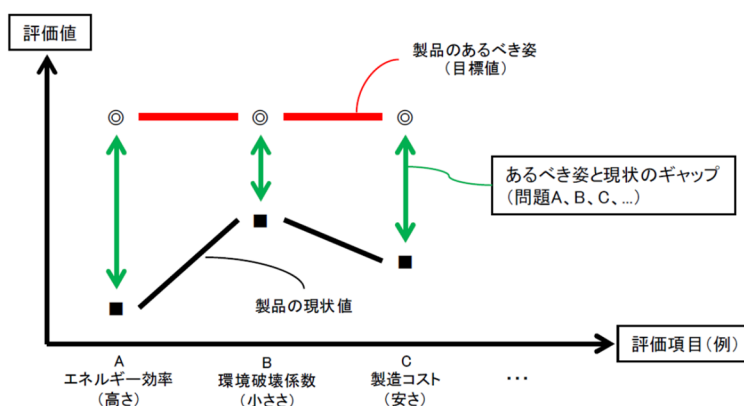 評価値
製品のあるべき姿
（目標値）
◎ ◎ ◎
あるべき姿と現状のギャップ
（問題A、B、C、…）
■ ■ ■
製品の現状値
評価項目（例）
A
エネルギー効率
（高さ）
B
環境破壊係数
（小ささ）
C
製造コスト
（安さ）
…